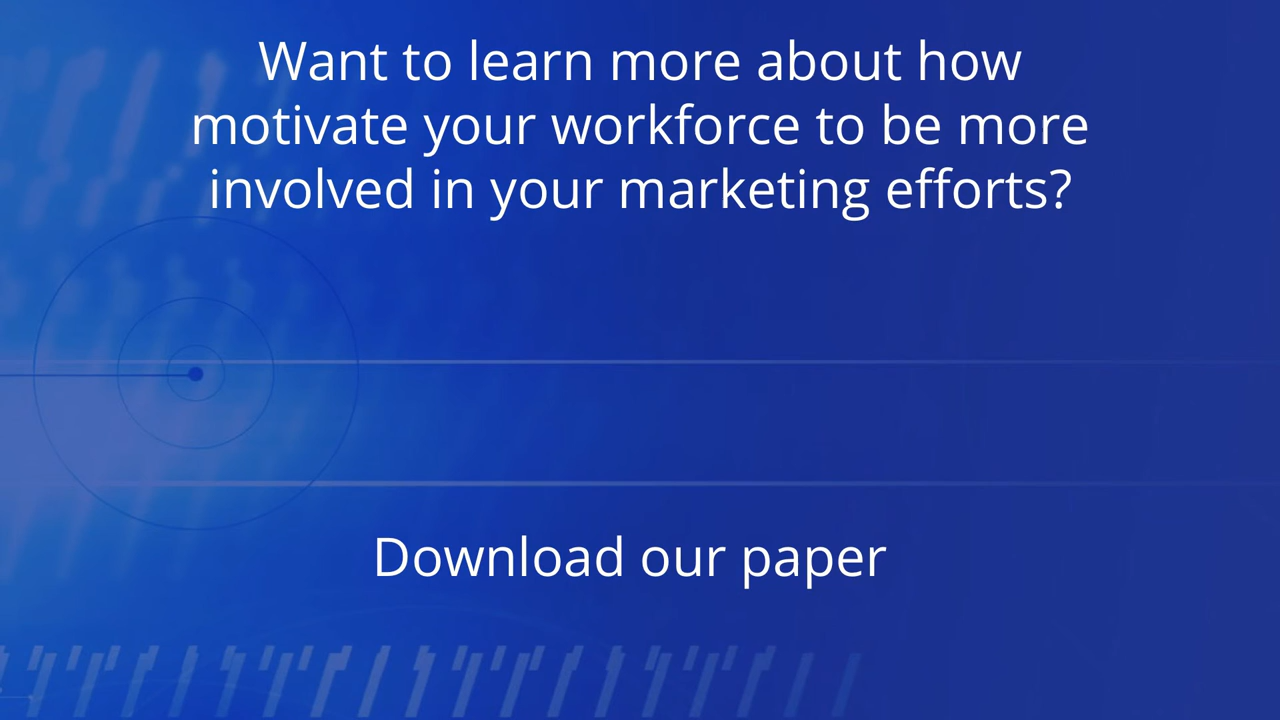 Want to learn more about how
motivate your workforce to be more
involved in your marketing efforts?
Download our paper